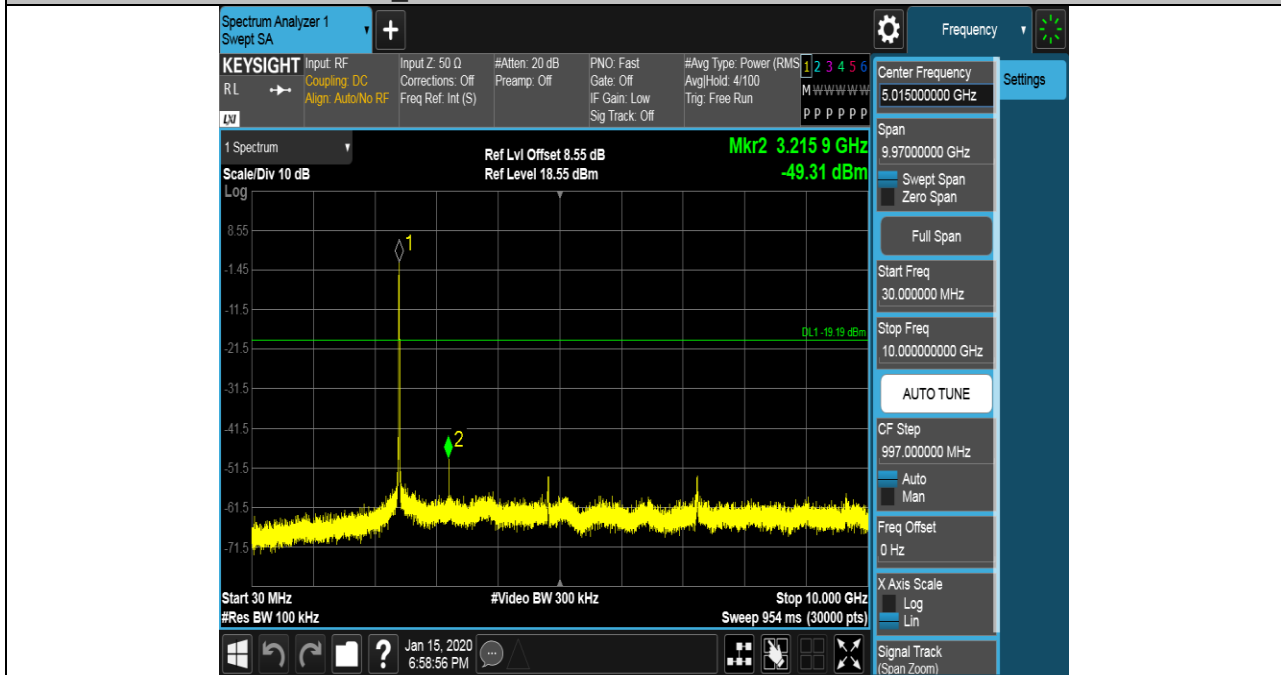 Spectrum Analyzer 1
Swept SA
+
Frequency
KEYSIGHT
RL
LXI
Input: RF
Coupling: DC
Align: Auto/No RF
Input Z: 50 Ω
Corrections: Off
Freq Ref: Int (S)
#Atten: 20 dB
Preamp: Off
PNO: Fast
Gate: Off
IF Gain: Low
Sig Track: Off
#Avg Type: Power (RMS
Avg|Hold: 4/100
Trig: Free Run
1 2 3 4 5 6
M W W W W W
P P P P P P
1 Spectrum
Scale/Div 10 dB
Log
Ref Lvl Offset 8.55 dB
Ref Level 18.55 dBm
Mkr2 3.215 9 GHz
-49.31 dBm
8.55
-1.45
-11.5
-21.5
-31.5
-41.5
-51.5
-61.5
-71.5
1
2
DL1 -19.19 dBm
Start 30 MHz
#Res BW 100 kHz
#Video BW 300 kHz
Stop 10.000 GHz
Sweep 954 ms (30000 pts)
Center Frequency
5.015000000 GHz
Span
9.97000000 GHz
Swept Span
Zero Span
Full Span
Start Freq
30.000000 MHz
Stop Freq
10.000000000 GHz
AUTO TUNE
CF Step
997.000000 MHz
Auto
Man
Freq Offset
0 Hz
X Axis Scale
Log
Lin
Signal Track
(Span Zoom)
Settings
?
Jan 15, 2020
6:58:56 PM